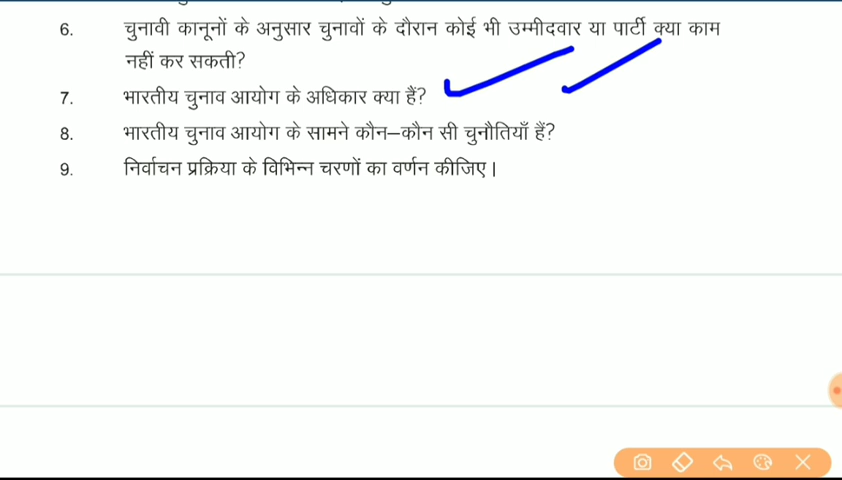 6. चुनावी कानूनों के अनुसार चुनावों के दौरान कोई भी उम्मीदवार या पार्टी क्या काम
नहीं कर सकती?
7. भारतीय चुनाव आयोग के अधिकार क्या हैं?
8. भारतीय चुनाव आयोग के सामने कौन–कौन सी चुनौतियाँ हैं?
9. निर्वाचन प्रक्रिया के विभिन्न चरणों का वर्णन कीजिए।